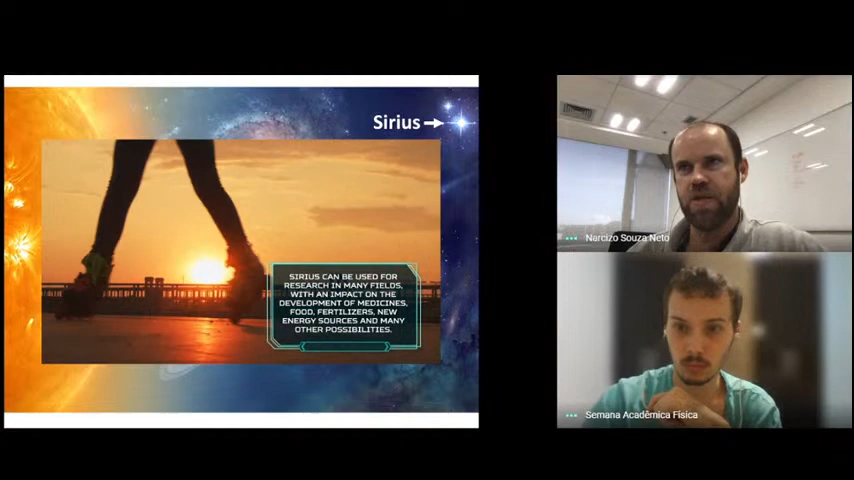 Sirius
SIRIUS CAN BE USED FOR
RESEARCH IN MANY FIELDS,
WITH AN IMPACT ON THE
DEVELOPMENT OF MEDICINES,
FOOD, FERTILIZERS, NEW
ENERGY SOURCES AND MANY
OTHER POSSIBILITIES.
Narcizo Souza Neto
Semana Acadêmica Física